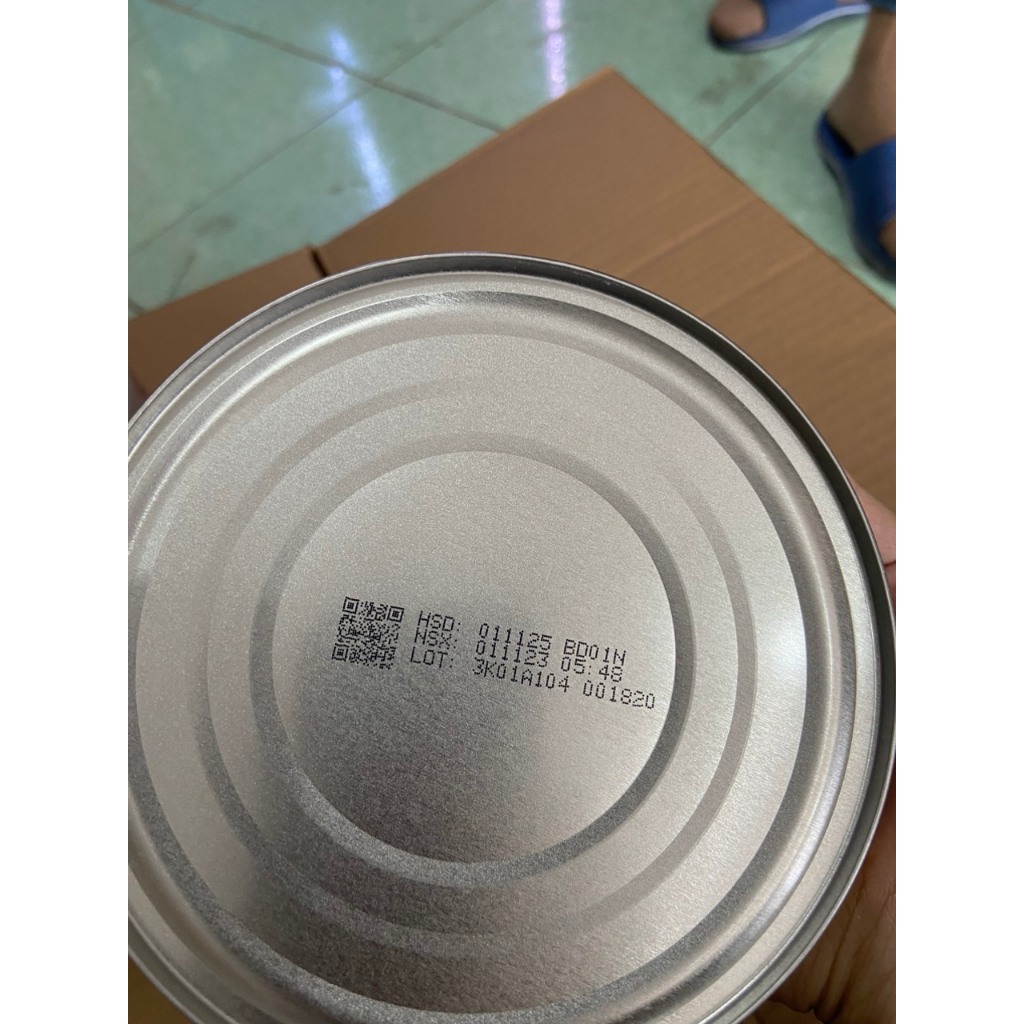 HSD: 011125 BD01N
NSX: 011123 05:48
LOT: 3K01A104 001820